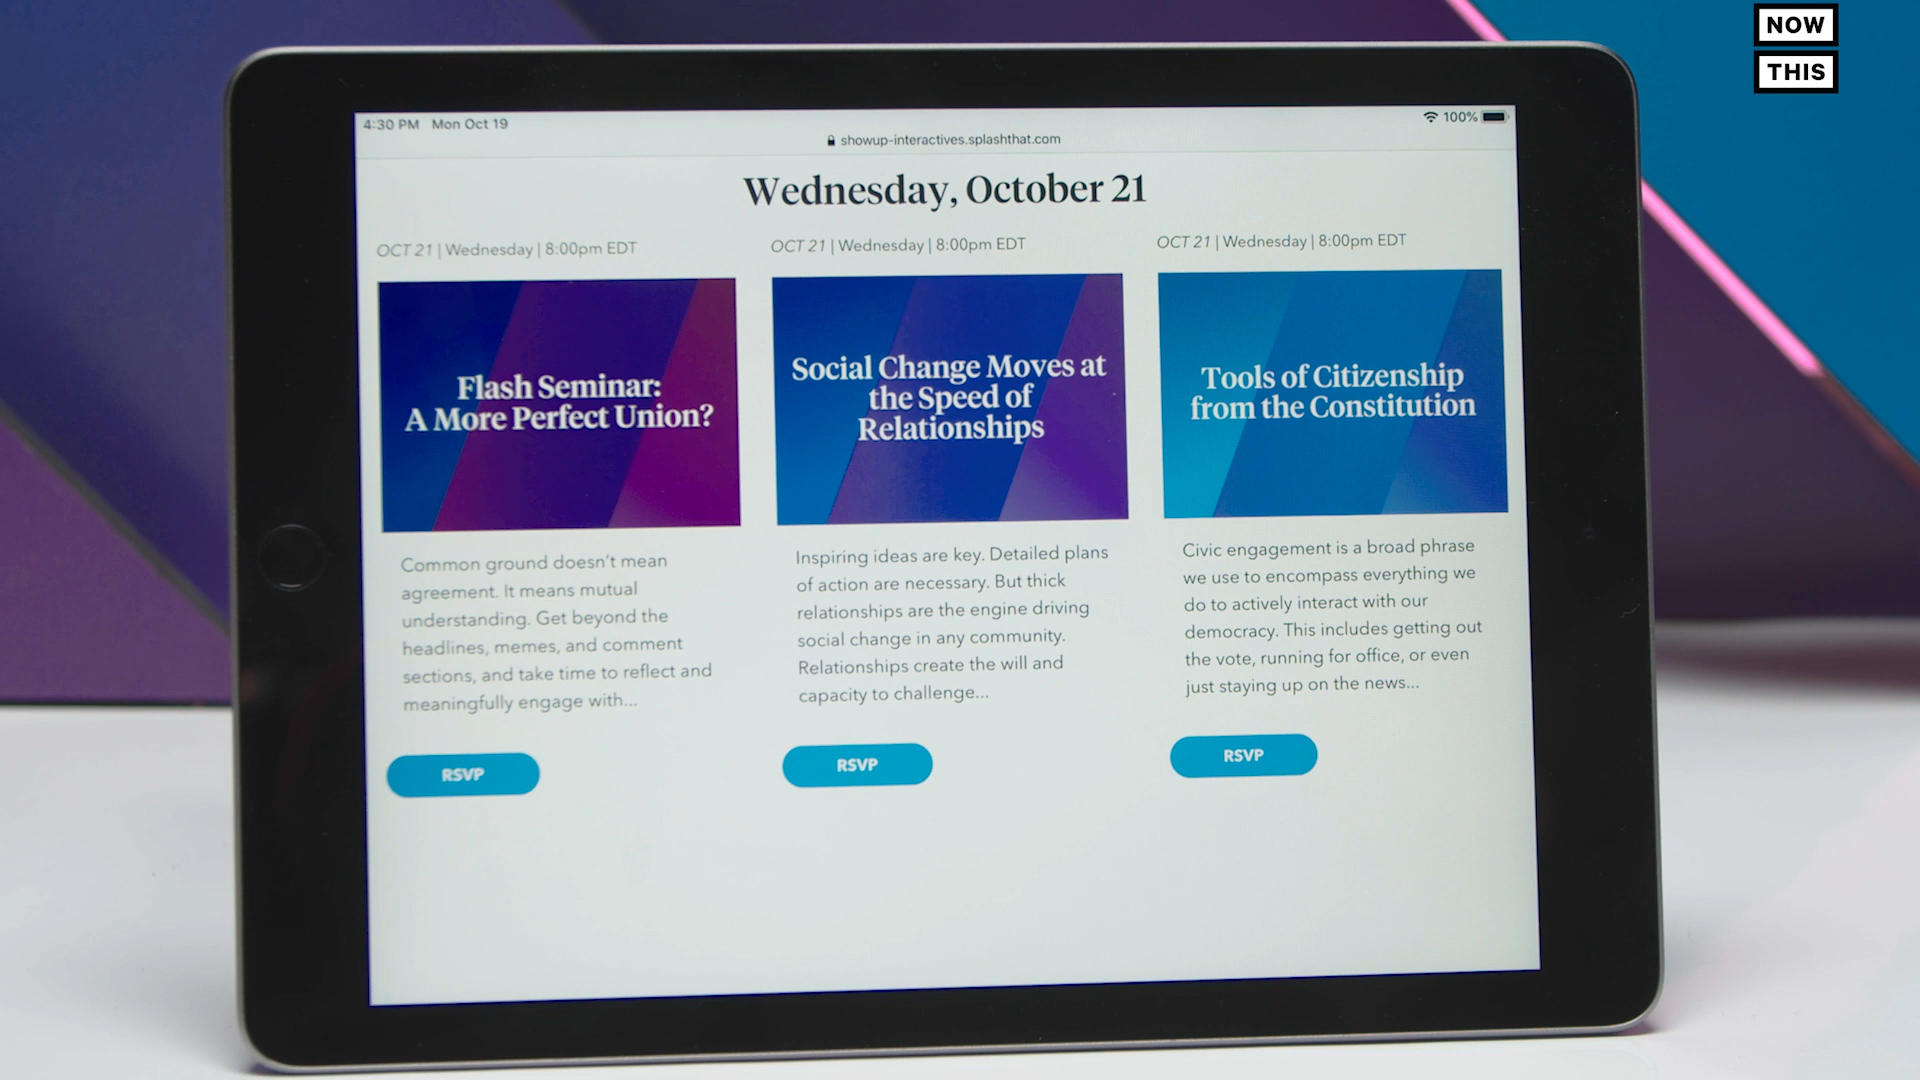 NOW
THIS
4:30 PM Mon Oct 19
100%
showup-interactives.splashthat.com
Wednesday, October 21
OCT 21 | Wednesday | 8:00pm EDT
Flash Seminar:
A More Perfect Union?
Common ground doesn't mean
agreement. It means mutual
understanding. Get beyond the
headlines, memes, and comment
sections, and take time to reflect and
meaningfully engage with...
RSVP
OCT 21 | Wednesday | 8:00pm EDT
Social Change Moves at
the Speed of
Relationships
Inspiring ideas are key. Detailed plans
of action are necessary. But thick
relationships are the engine driving
social change in any community.
Relationships create the will and
capacity to challenge...
RSVP
OCT 21 | Wednesday | 8:00pm EDT
Tools of Citizenship
from the Constitution
Civic engagement is a broad phrase
we use to encompass everything we
do to actively interact with our
democracy. This includes getting out
the vote, running for office, or even
just staying up on the news...
RSVP